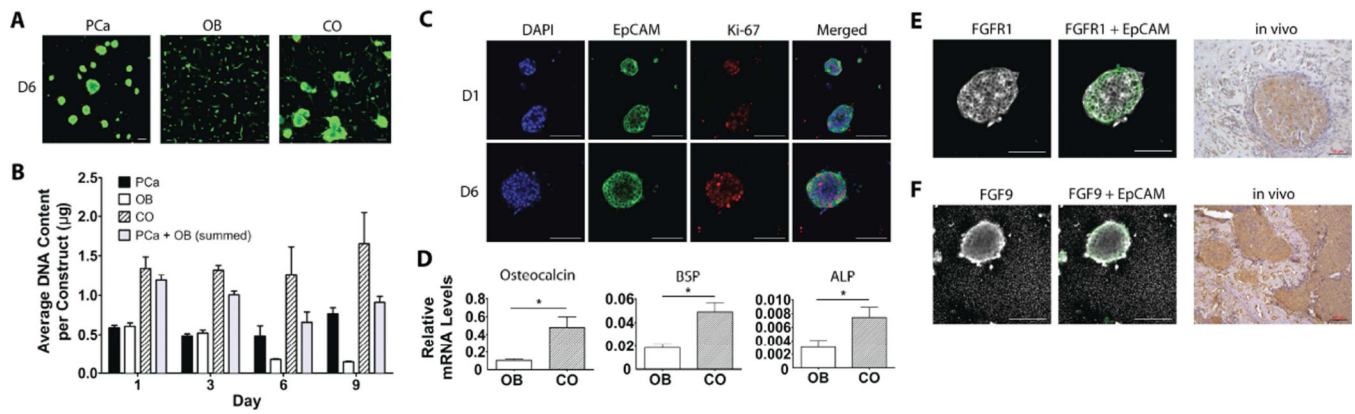 A
PCa OB CO
D6
B
Average DNA Content
per Construct (μg)
2.5
2.0
1.5
1.0
0.5
0.0
PCa
OB
CO
PCa + OB (summed)
1 3 6 9
Day
C
DAPI EpCAM Ki-67 Merged
D1
D6
D
Relative
mRNA Levels
Osteocalcin
*
0.8
0.6
0.4
0.2
0
OB CO
BSP
*
0.06
0.04
0.02
0
OB CO
ALP
*
0.010
0.008
0.006
0.004
0.002
0
OB CO
E
FGFR1 FGFR1 + EpCAM in vivo
F
FGF9 FGF9 + EpCAM in vivo